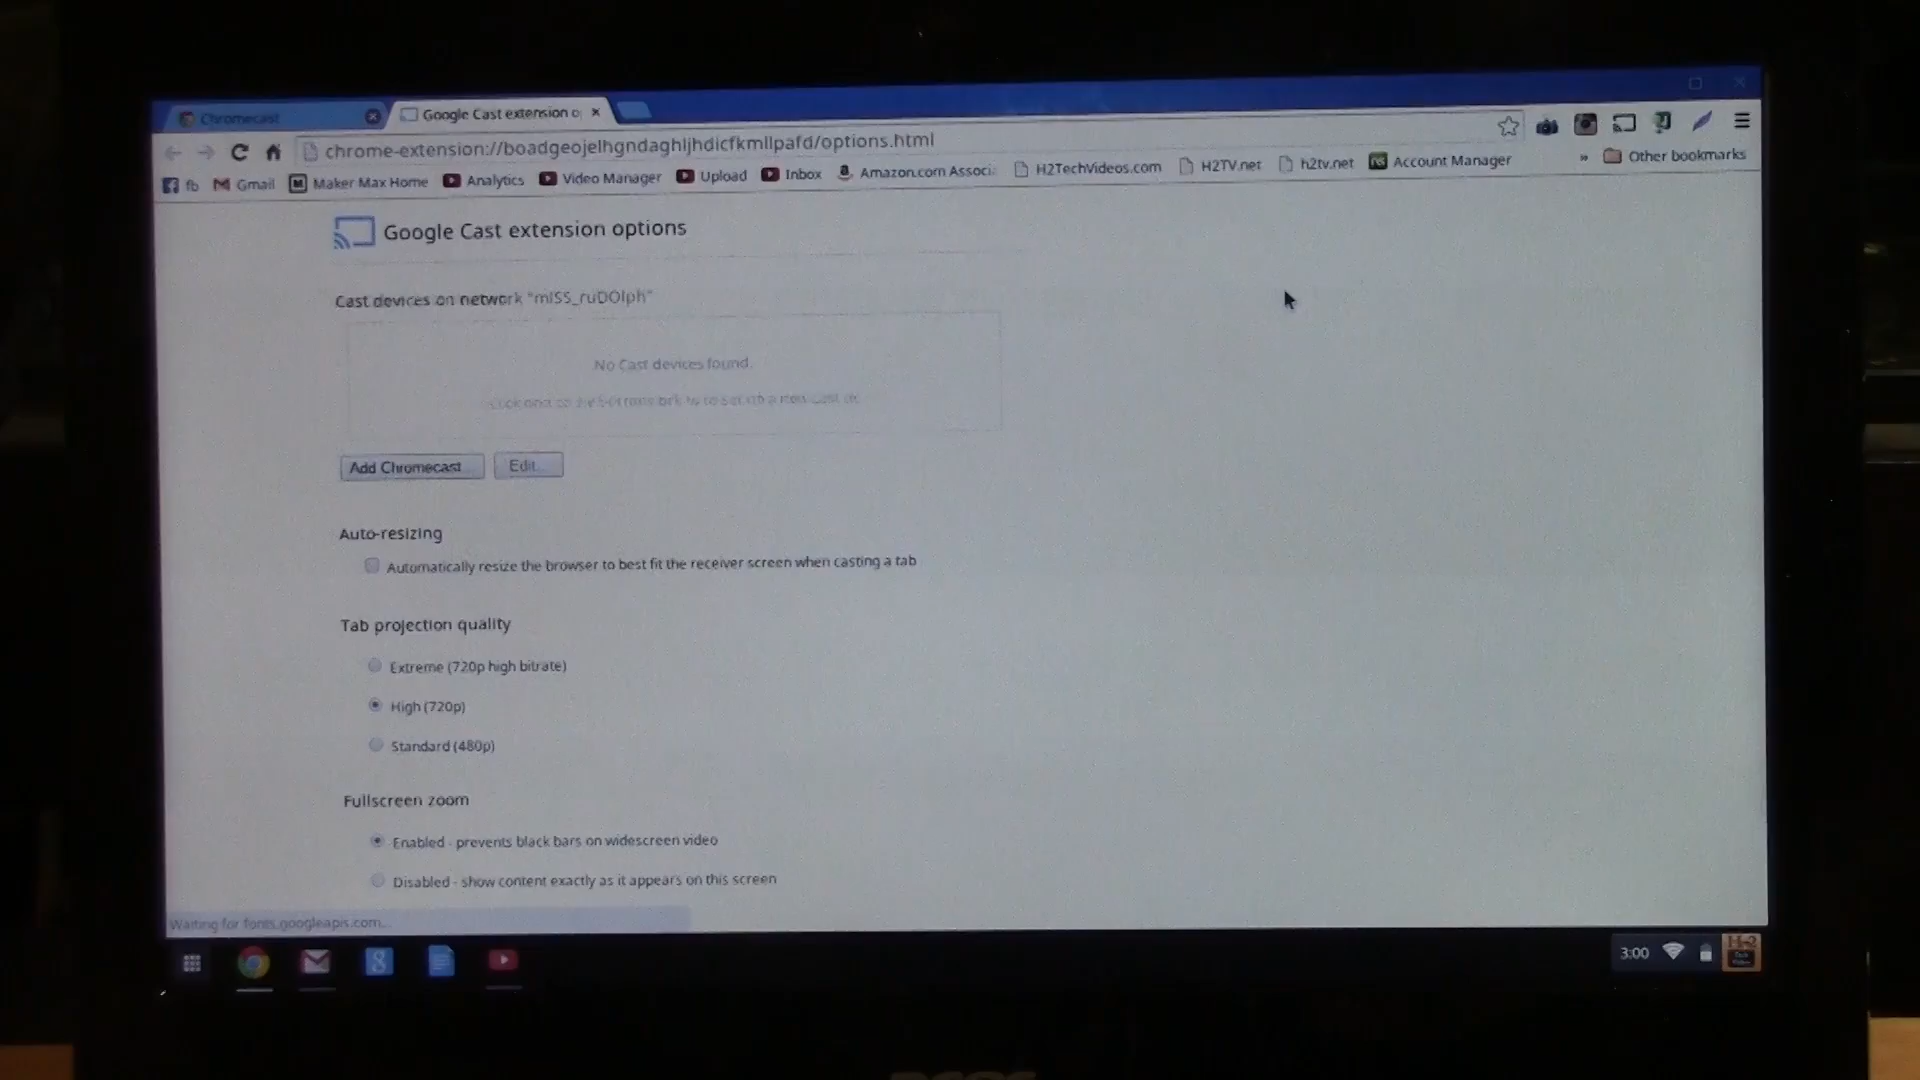 Chromecast
Google Cast extension o
chrome-extension://boadgeojelhgndaghljhdicfkmllpafd/options.html
fb Gmail Maker Max Home Analytics Video Manager Upload Inbox Amazon.com Associ H2TechVideos.com H2TV.net h2tv.net Account Manager » Other bookmarks
Google Cast extension options
Cast devices on network "mISS_ruDOlph"
No Cast devices found.
Add Chromecast Edit...
Auto-resizing
Automatically resize the browser to best fit the receiver screen when casting a tab
Tab projection quality
Extreme (720p high bitrate)
High (720p)
Standard (480p)
Fullscreen zoom
Enabled - prevents black bars on widescreen video
Disabled - show content exactly as it appears on this screen
Waiting for fonts.googleapis.com...
8
3:00
H-2
Tech